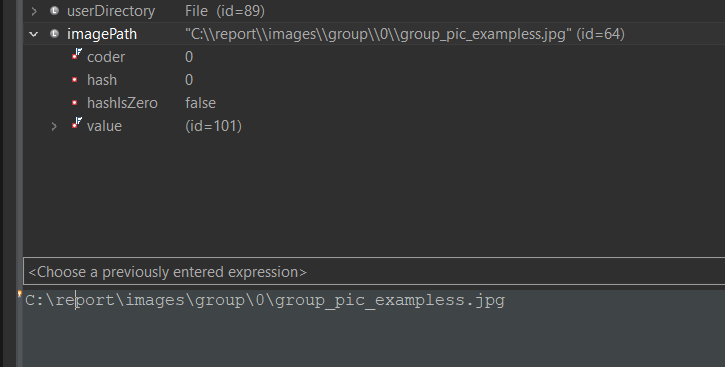 userDirectory File (id=89)
imagePath "C:\\report\\images\\group\\0\\group_pic_exampless.jpg" (id=64)
coder 0
hash 0
hashIsZero false
value (id=101)
<Choose a previously entered expression>
C:\report\images\group\0\group_pic_exampless.jpg